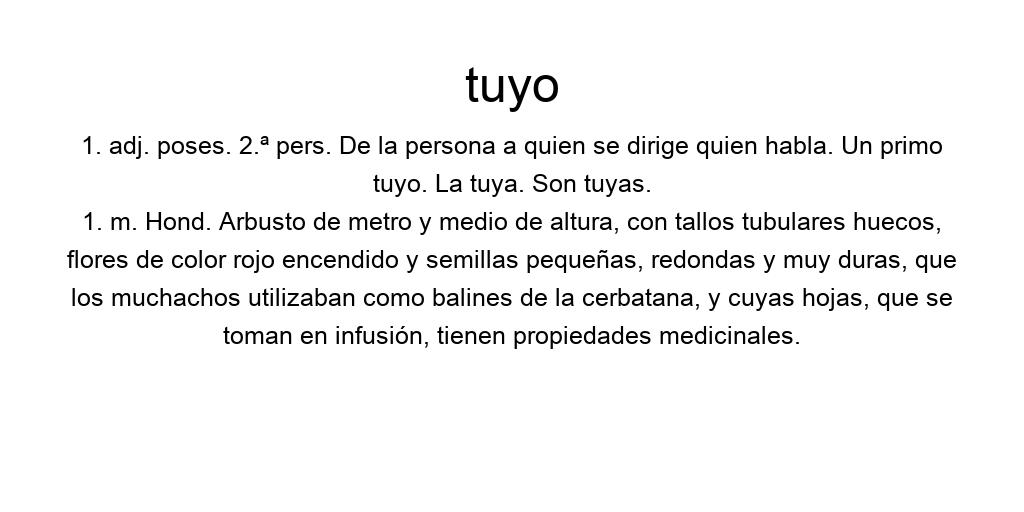 tuyo
1. adj. poses. 2.ª pers. De la persona a quien se dirige quien habla. Un primo
tuyo. La tuya. Son tuyas.
1. m. Hond. Arbusto de metro y medio de altura, con tallos tubulares huecos,
flores de color rojo encendido y semillas pequeñas, redondas y muy duras, que
los muchachos utilizaban como balines de la cerbatana, y cuyas hojas, que se
toman en infusión, tienen propiedades medicinales.